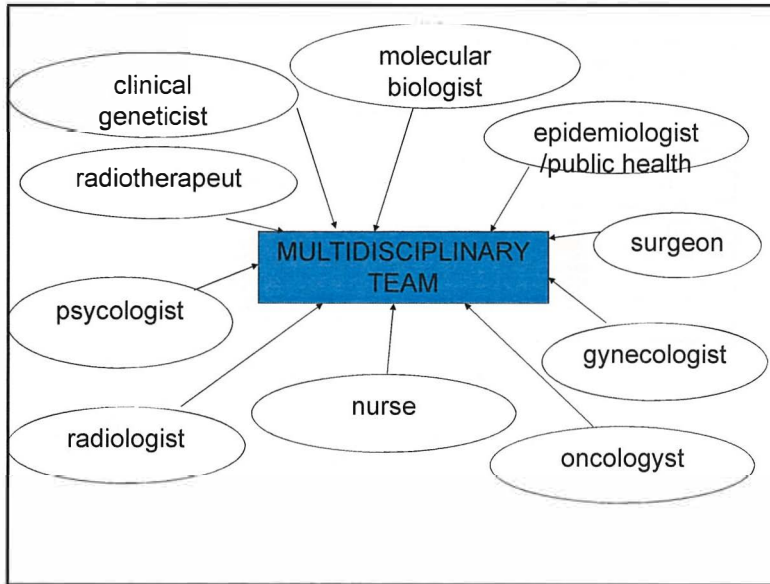 molecular
biologist
clinical
geneticist
epidemiologist
/public health
radiotherapeut
surgeon
MULTIDISCIPLINARY
TEAM
psycologist
gynecologist
nurse
radiologist
oncologyst